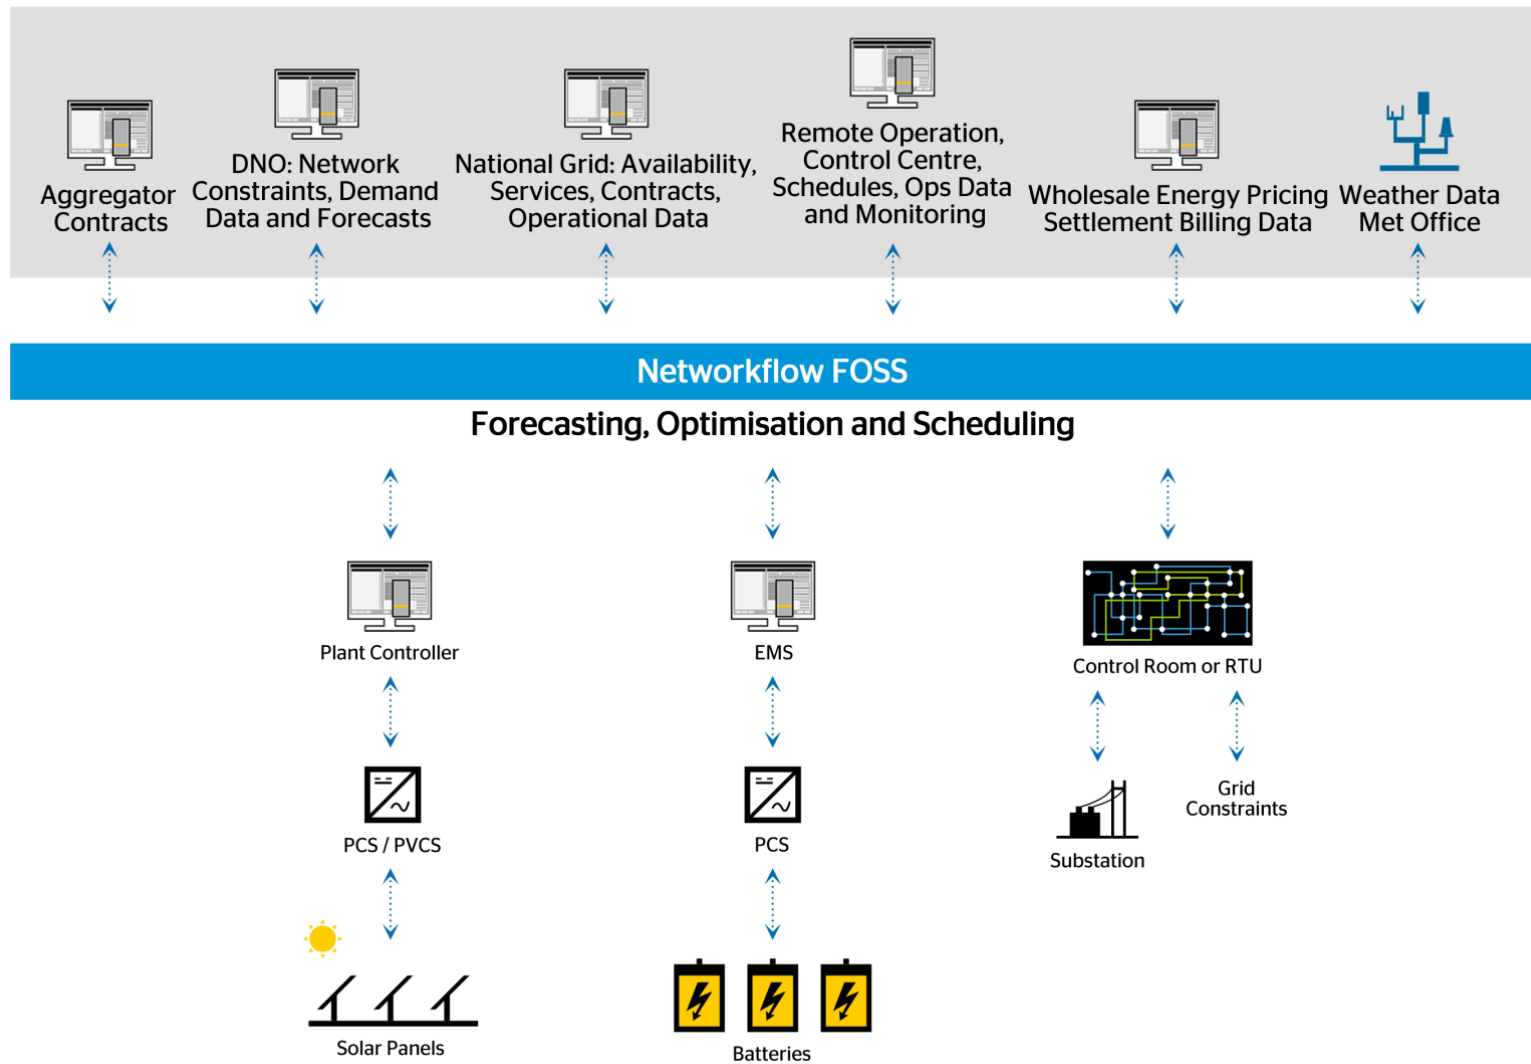 Aggregator
Contracts
DNO: Network
Constraints, Demand
Data and Forecasts
National Grid: Availability,
Services, Contracts,
Operational Data
Remote Operation,
Control Centre,
Schedules, Ops Data
and Monitoring
Wholesale Energy Pricing
Settlement Billing Data
Weather Data
Met Office
Networkflow FOSS
Forecasting, Optimisation and Scheduling
Plant Controller
EMS
Control Room or RTU
PCS / PVCS
PCS
Substation
Grid
Constraints
Solar Panels
Batteries